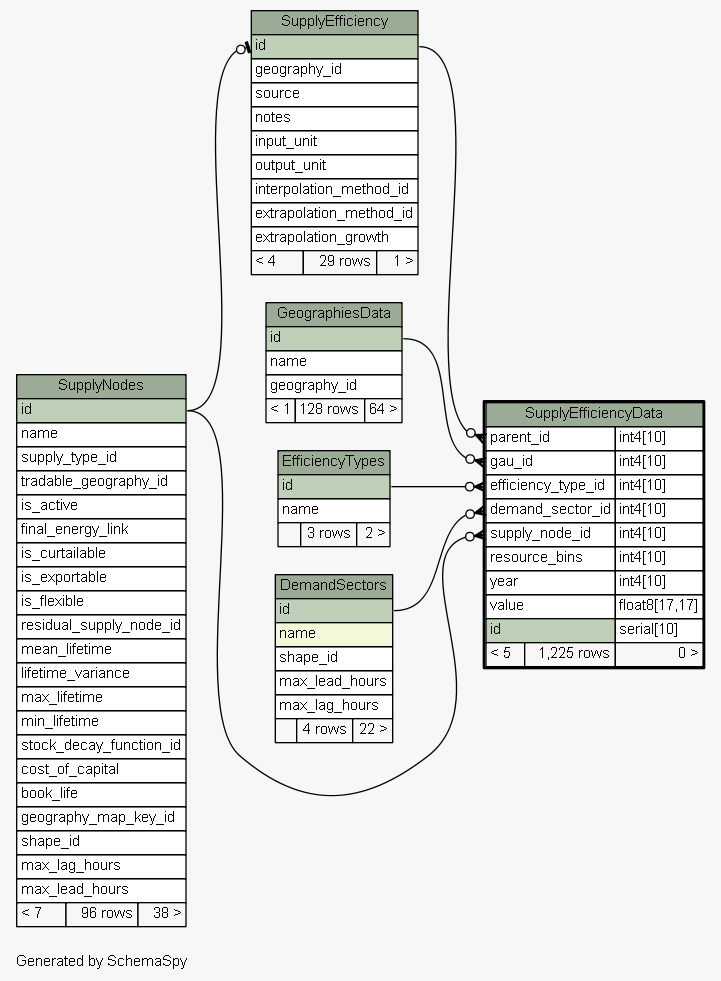 SupplyEfficiency
id
geography_id
source
notes
input_unit
output_unit
interpolation_method_id
extrapolation_method_id
extrapolation_growth
< 4 29 rows 1 >
GeographiesData
id
name
geography_id
< 1 128 rows 64 >
SupplyNodes
id
name
supply_type_id
tradable_geography_id
is_active
final_energy_link
is_curtailable
is_exportable
is_flexible
residual_supply_node_id
mean_lifetime
lifetime_variance
max_lifetime
min_lifetime
stock_decay_function_id
cost_of_capital
book_life
geography_map_key_id
shape_id
max_lag_hours
max_lead_hours
< 7 96 rows 38 >
EfficiencyTypes
id
name
3 rows 2 >
DemandSectors
id
name
shape_id
max_lead_hours
max_lag_hours
4 rows 22 >
SupplyEfficiencyData
parent_id int4[10]
gau_id int4[10]
efficiency_type_id int4[10]
demand_sector_id int4[10]
supply_node_id int4[10]
resource_bins int4[10]
year int4[10]
value float8[17,17]
id serial[10]
< 5 1,225 rows 0 >
Generated by SchemaSpy